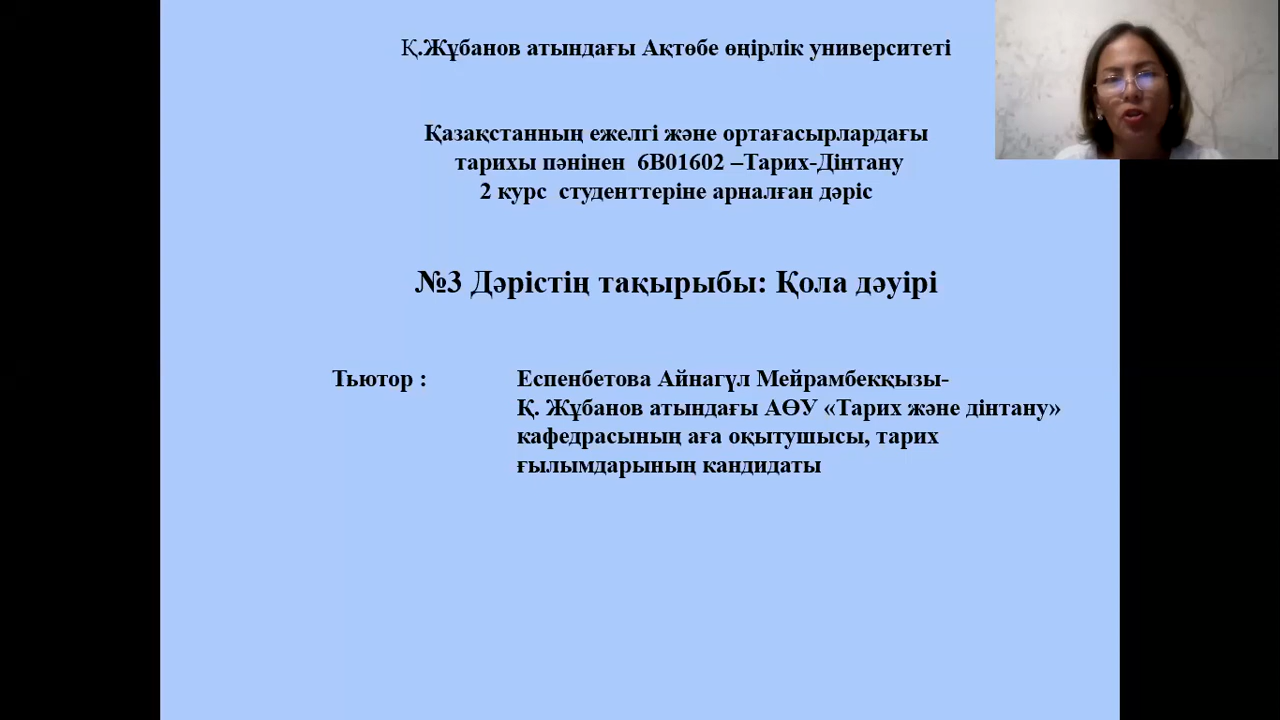 Қ.Жұбанов атындағы Ақтөбе өңірлік университеті
Қазақстанның ежелгі және ортағасырлардағы
тарихы пәнінен 6В01602 –Тарих-Дінтану
2 курс студенттеріне арналған дәріс
№3 Дәрістің тақырыбы: Қола дәуірі
Тьютор : Еспенбетова Айнагүл Мейрамбекқызы-
Қ. Жұбанов атындағы АӨУ «Тарих және дінтану»
кафедрасының аға оқытушысы, тарих
ғылымдарының кандидаты